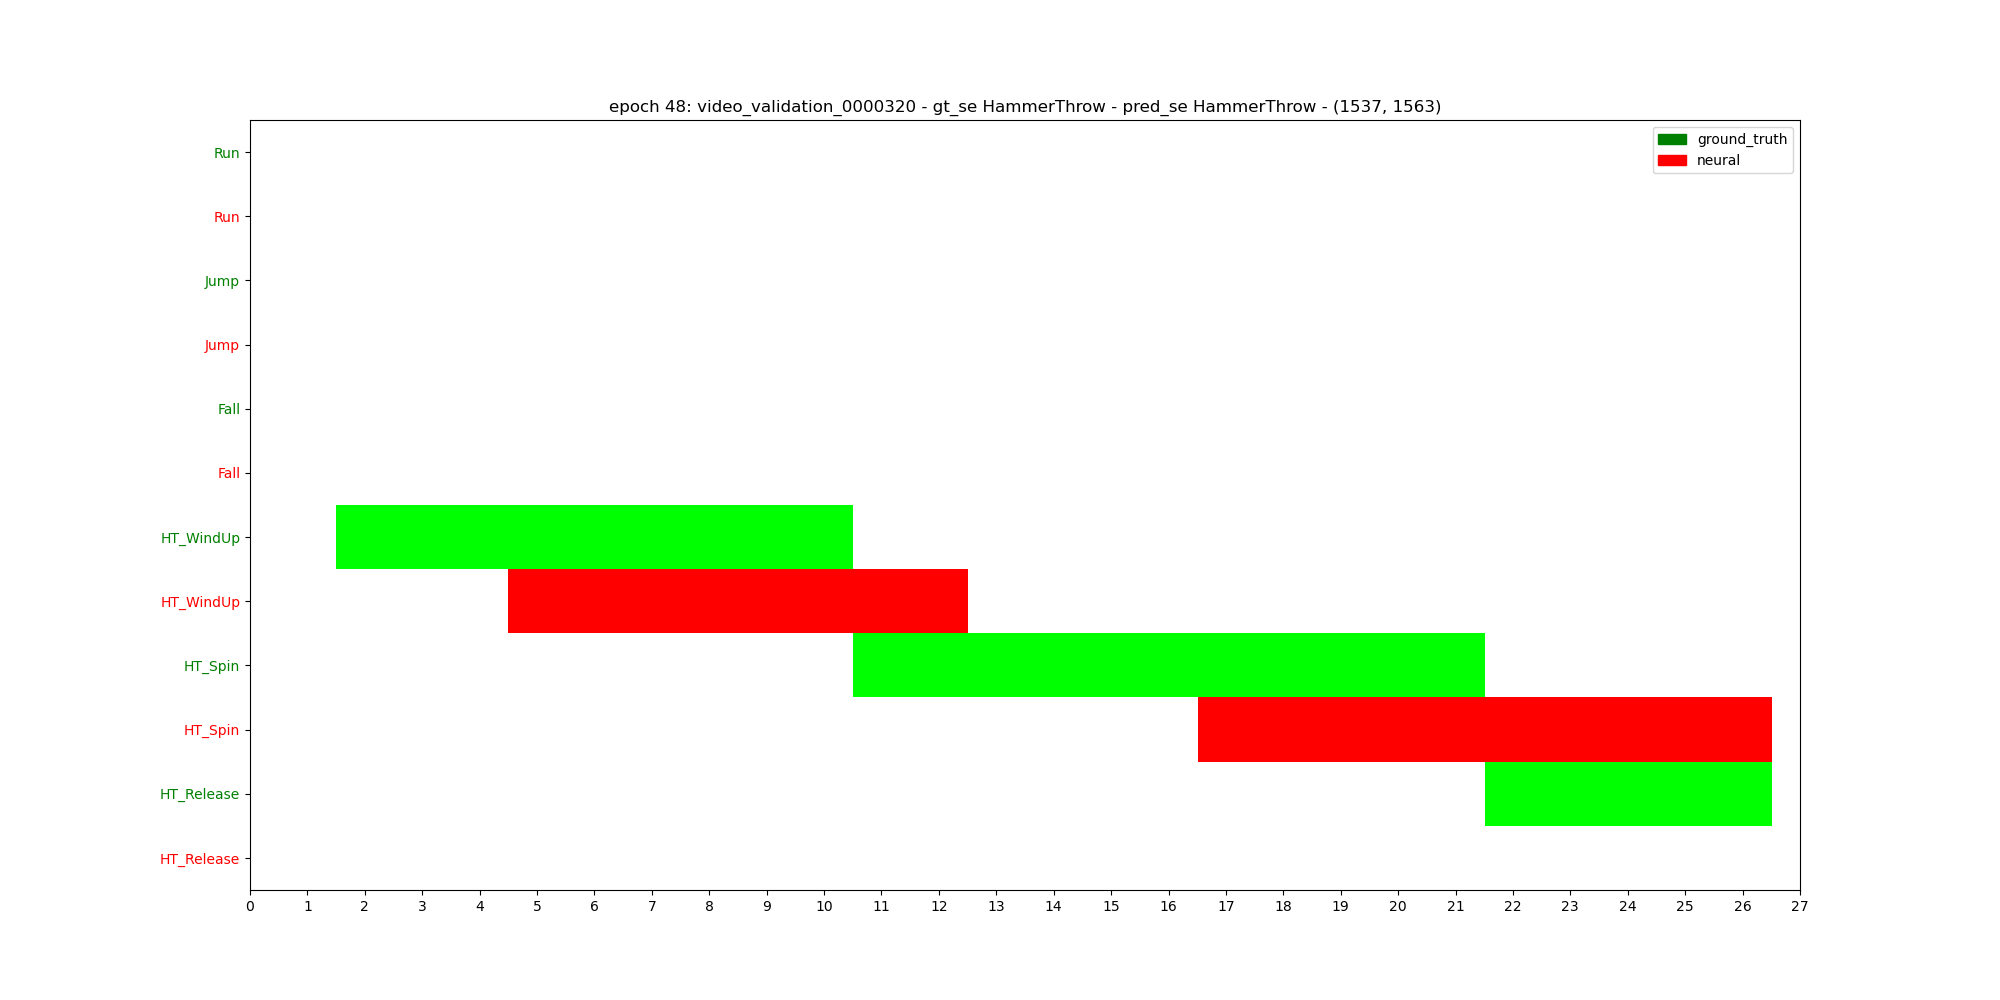 epoch 48: video_validation_0000320 - gt_se HammerThrow - pred_se HammerThrow - (1537, 1563)
ground_truth
neural
Run
Run
Jump
Jump
Fall
Fall
HT_WindUp
HT_WindUp
HT_Spin
HT_Spin
HT_Release
HT_Release
0 1 2 3 4 5 6 7 8 9 10 11 12 13 14 15 16 17 18 19 20 21 22 23 24 25 26 27